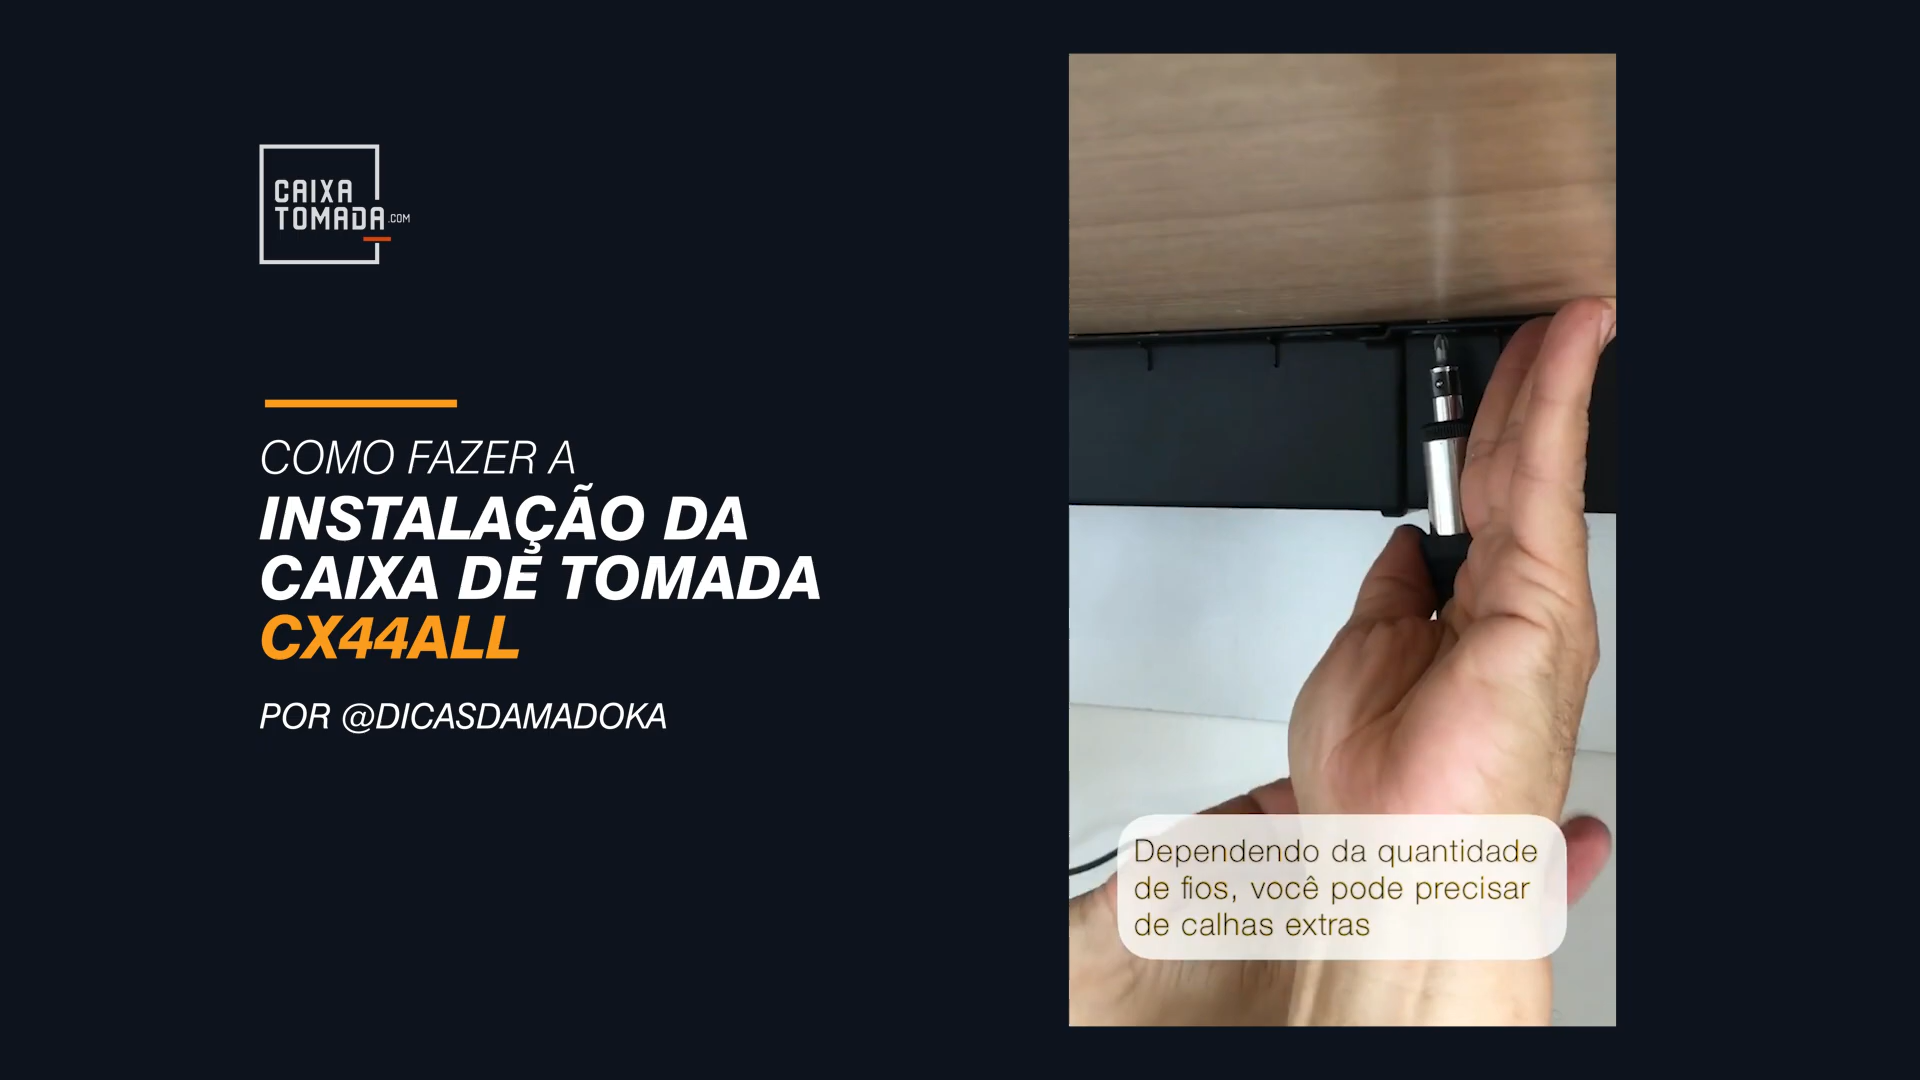 CAIXA
TOMADA.COM
COMO FAZER A
INSTALAÇÃO DA
CAIXA DE TOMADA
CX44ALL
POR @DICASDAMADOKA
Dependendo da quantidade
de fios, você pode precisar
de calhas extras